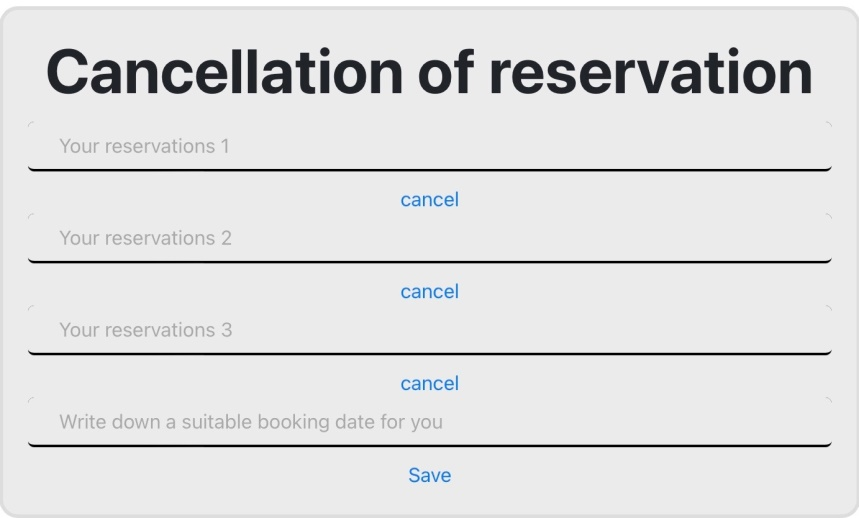 Cancellation of reservation
Your reservations 1
cancel
Your reservations 2
cancel
Your reservations 3
cancel
Write down a suitable booking date for you
Save